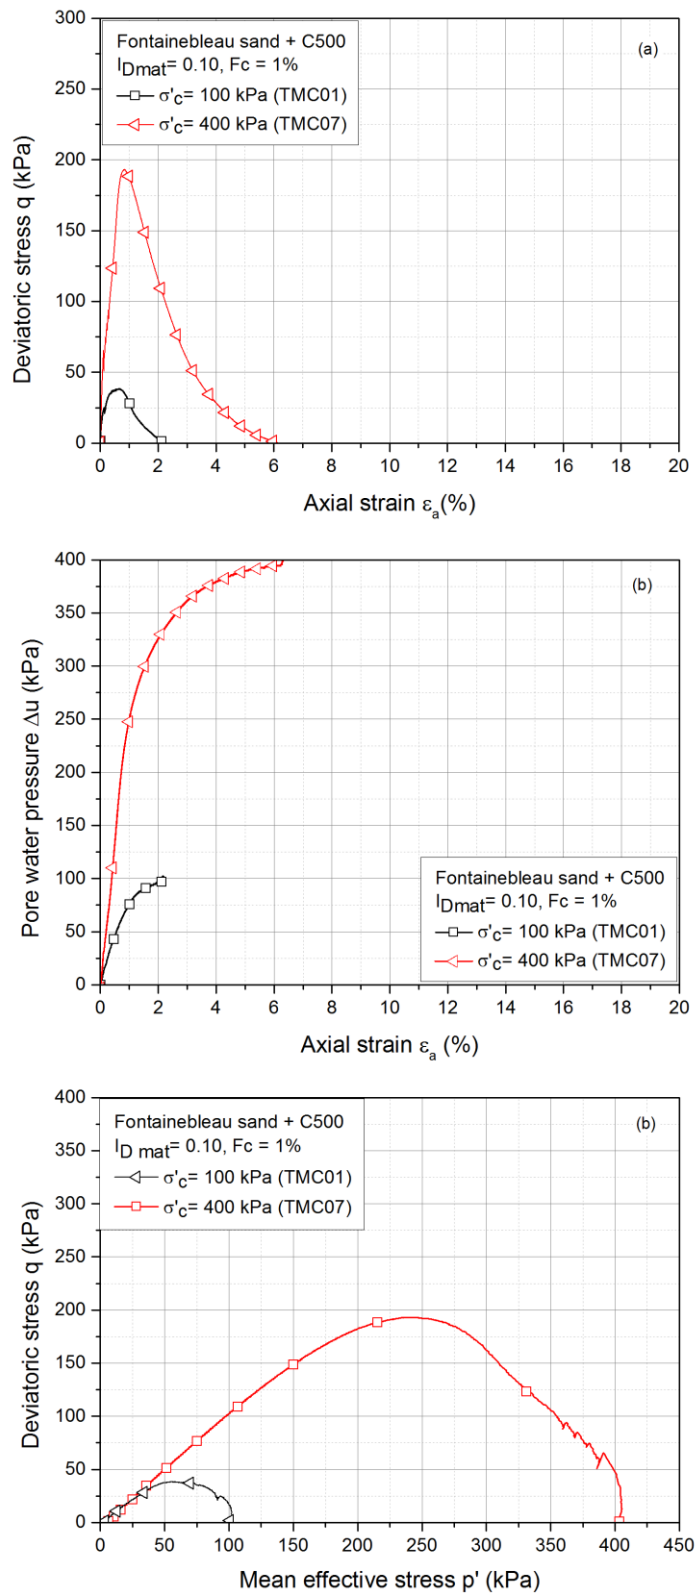 Fontainebleau sand + C500
I_Dmat= 0.10, Fc = 1%
σ'c= 100 kPa (TMC01)
σ'c= 400 kPa (TMC07)
(a)
Deviatoric stress q (kPa)
300
250
200
150
100
50
0
0 2 4 6 8 10 12 14 16 18 20
Axial strain εa(%)
(b)
Pore water pressure Δu (kPa)
400
350
300
250
200
150
100
50
0
Fontainebleau sand + C500
IDmat= 0.10, Fc = 1%
σ'c= 100 kPa (TMC01)
σ'c= 400 kPa (TMC07)
0 2 4 6 8 10 12 14 16 18 20
Axial strain εa (%)
Fontainebleau sand + C500
ID mat= 0.10, Fc = 1%
σ'c= 100 kPa (TMC01)
σ'c= 400 kPa (TMC07)
(b)
Deviatoric stress q (kPa)
400
350
300
250
200
150
100
50
0
0 50 100 150 200 250 300 350 400 450
Mean effective stress p' (kPa)